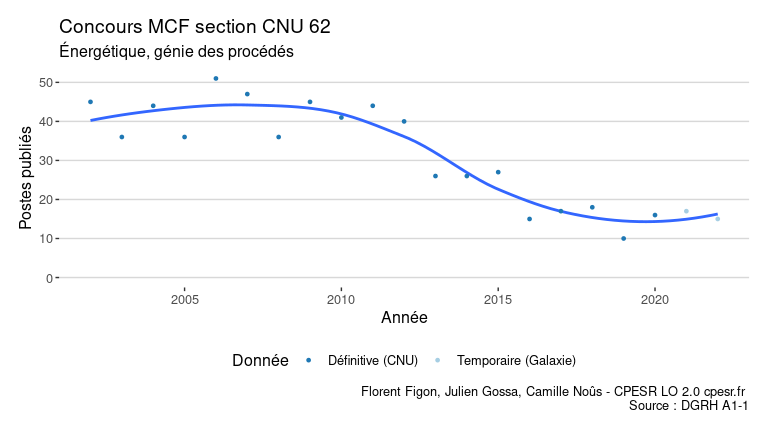 Concours MCF section CNU 62
Énergétique, génie des procédés
Postes publiés
50
40
30
20
10
0
2005 2010 2015 2020
Année
Donnée Définitive (CNU) Temporaire (Galaxie)
Florent Figon, Julien Gossa, Camille Noûs - CPESR LO 2.0 cpesr.fr
Source : DGRH A1-1